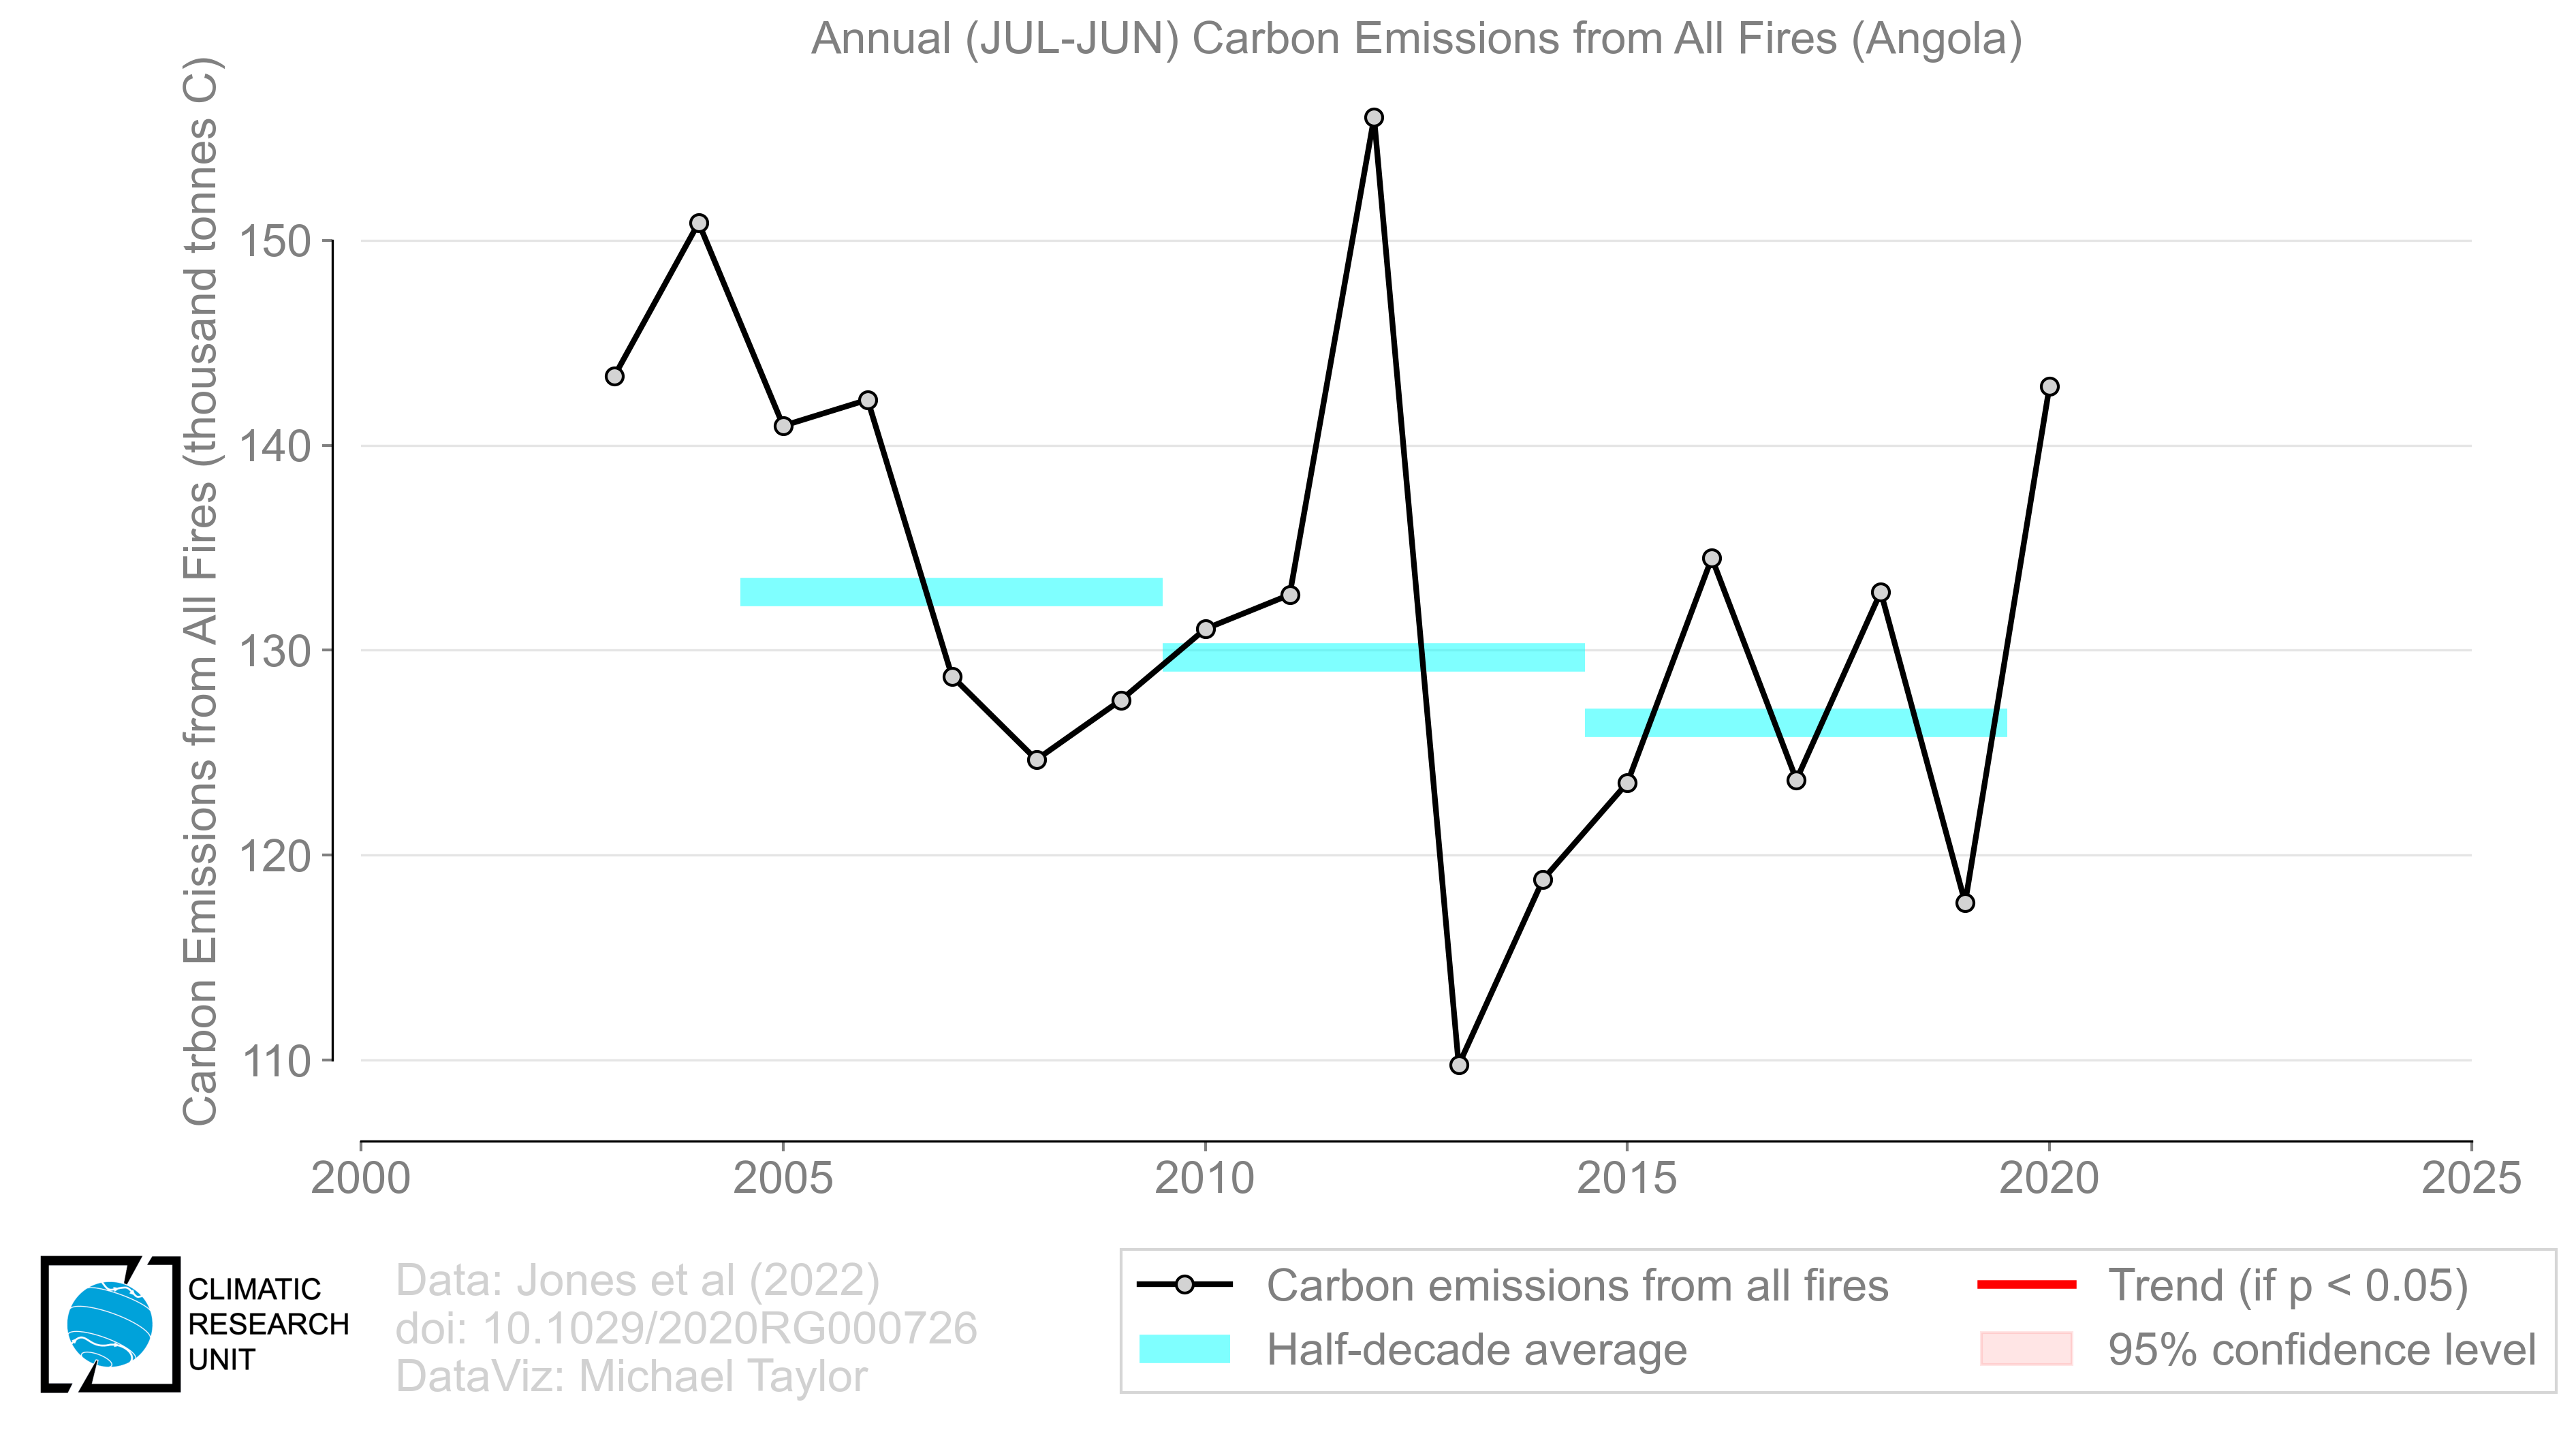 Annual (JUL-JUN) Carbon Emissions from All Fires (Angola)
Carbon Emissions from All Fires (thousand tonnes C)
150
140
130
120
110
2000 2005 2010 2015 2020 2025
CLIMATIC
RESEARCH
UNIT
Data: Jones et al (2022)
doi: 10.1029/2020RG000726
DataViz: Michael Taylor
Carbon emissions from all fires
Half-decade average
Trend (if p < 0.05)
95% confidence level